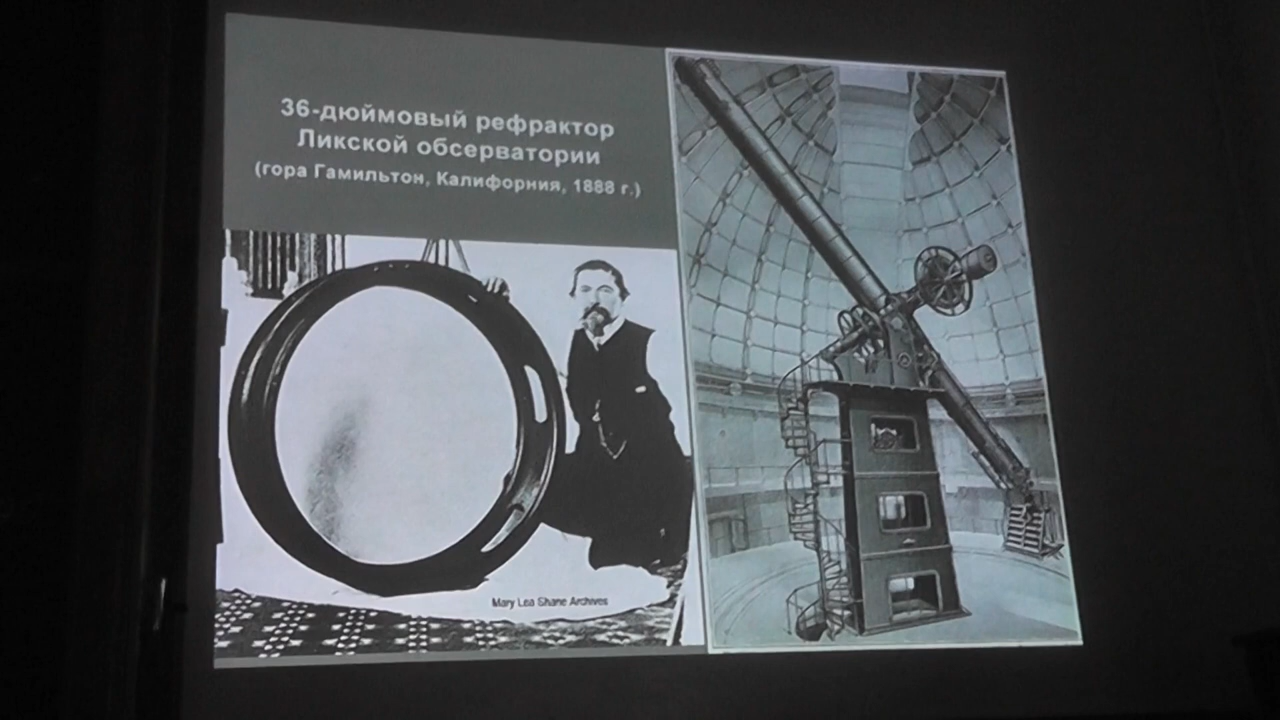 36-дюймовый рефрактор
Ликской обсерватории
(гора Гамильтон, Калифорния, 1888 г.)
Mary Lea Shane Archives